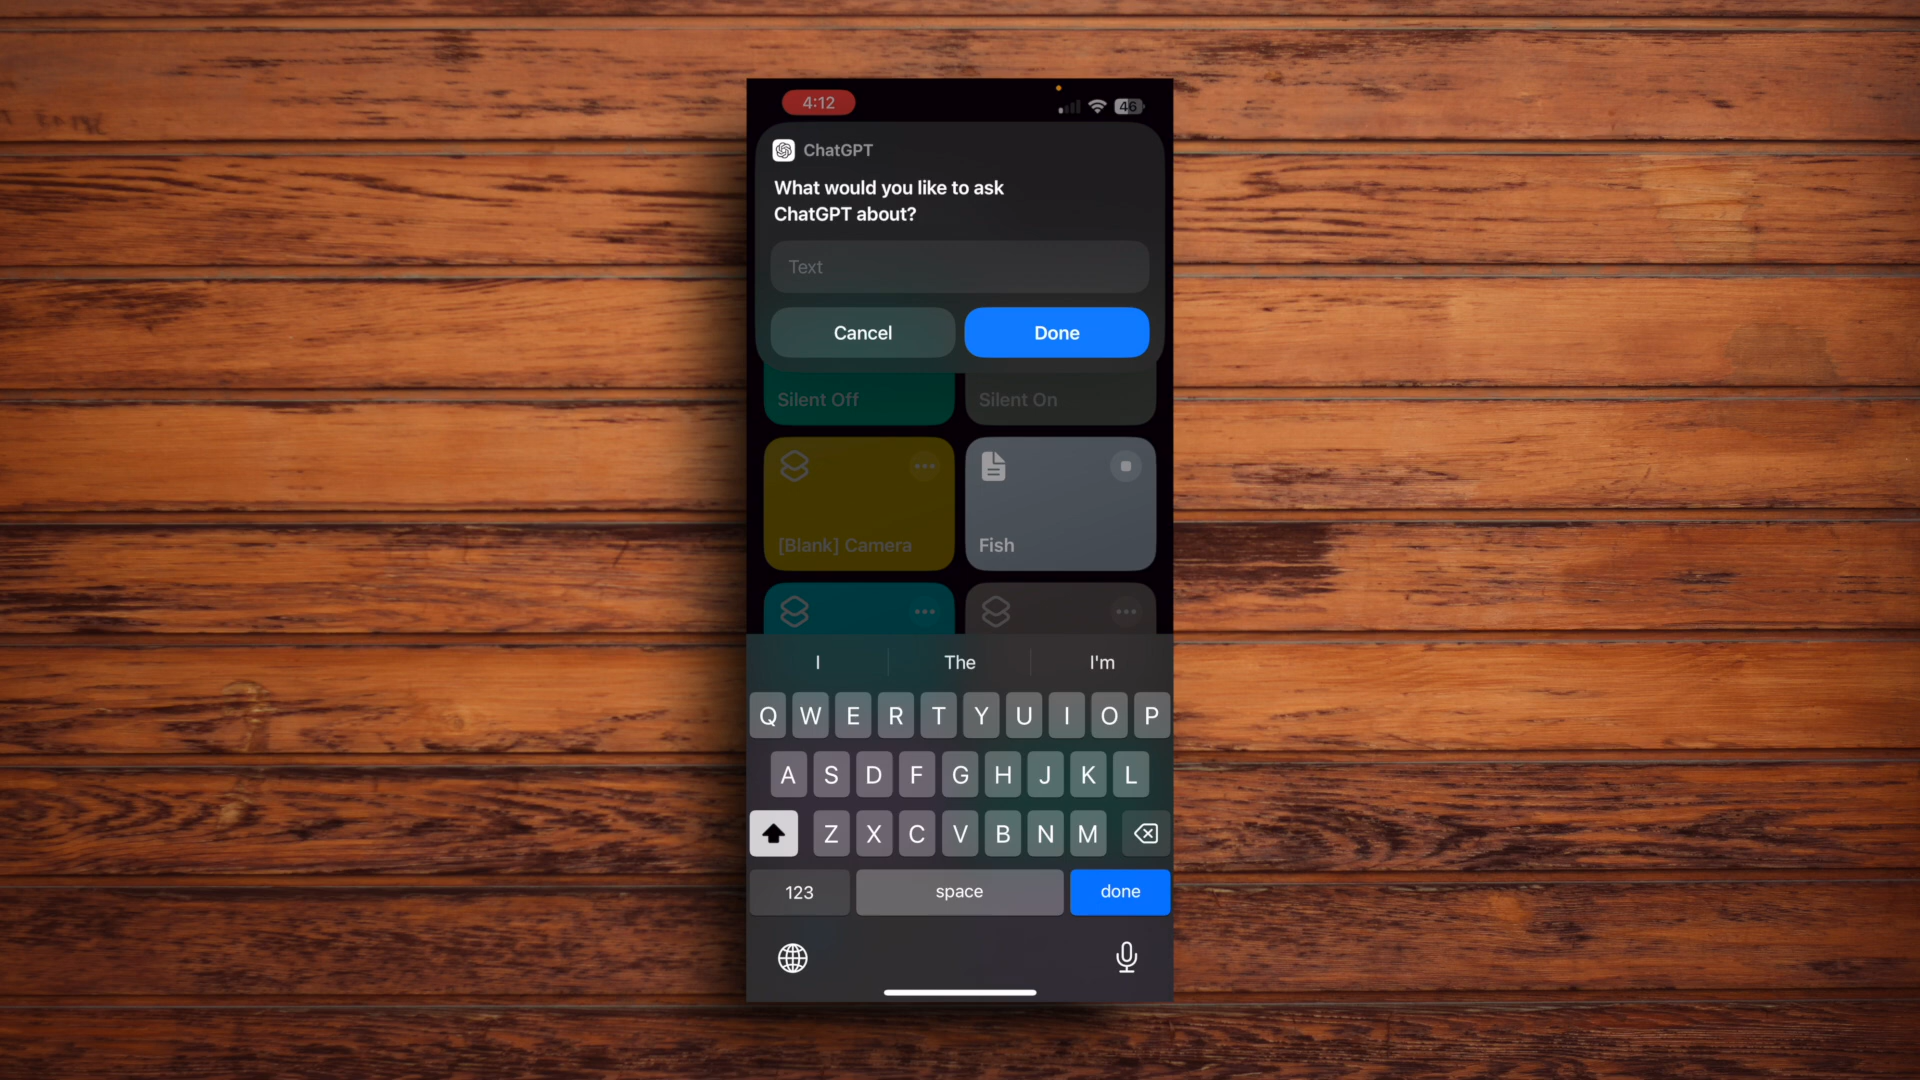 4:12
46
ChatGPT
What would you like to ask
ChatGPT about?
Text
Cancel
Done
Silent Off
Silent On
[Blank] Camera
Fish
I
The
I'm
Q W E R T Y U I O P
A S D F G H J K L
Z X C V B N M
123
space
done